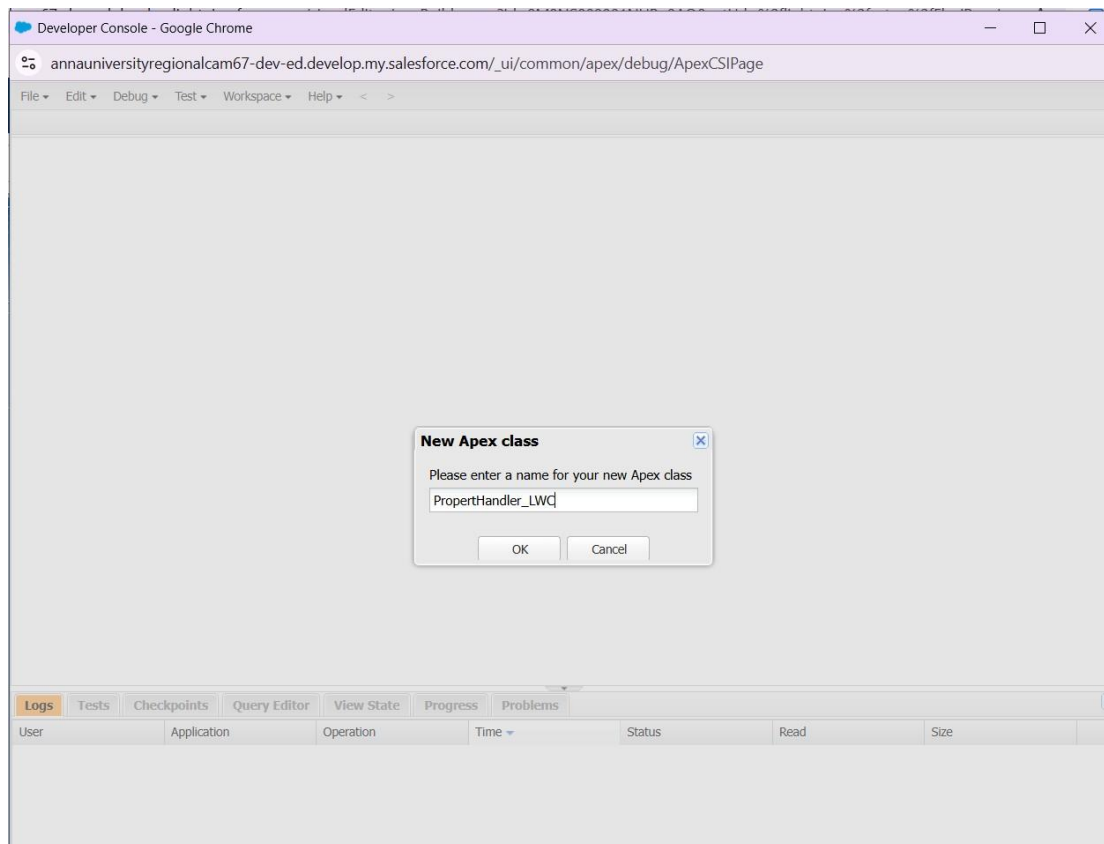 Developer Console - Google Chrome
annauniversityregionalcam67-dev-ed.develop.my.salesforce.com/_ui/common/apex/debug/ApexCSIPage
File Edit Debug Test Workspace Help < >
New Apex class
Please enter a name for your new Apex class
PropertHandler_LWC
OK Cancel
Logs Tests Checkpoints Query Editor View State Progress Problems
User Application Operation Time Status Read Size